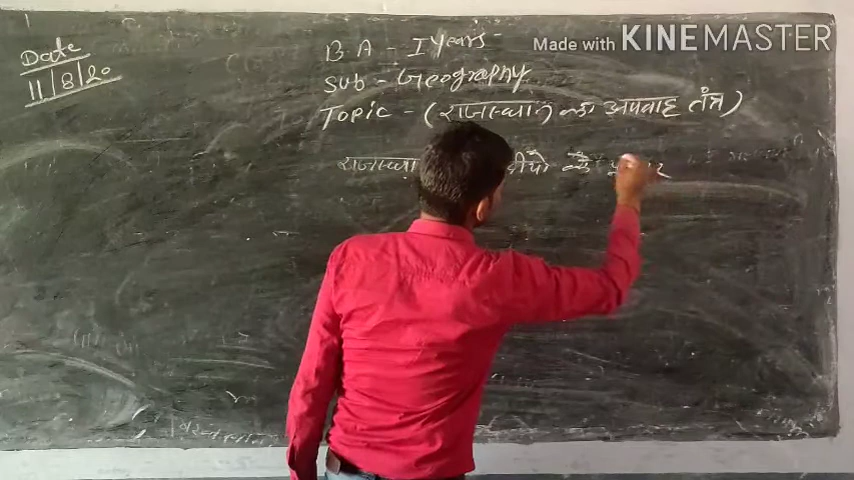 Date
11/8/20
BA - I Years
Sub - Geography
Topic - (राजस्थान का अपवाह तंत्र)
Made with KINEMASTER